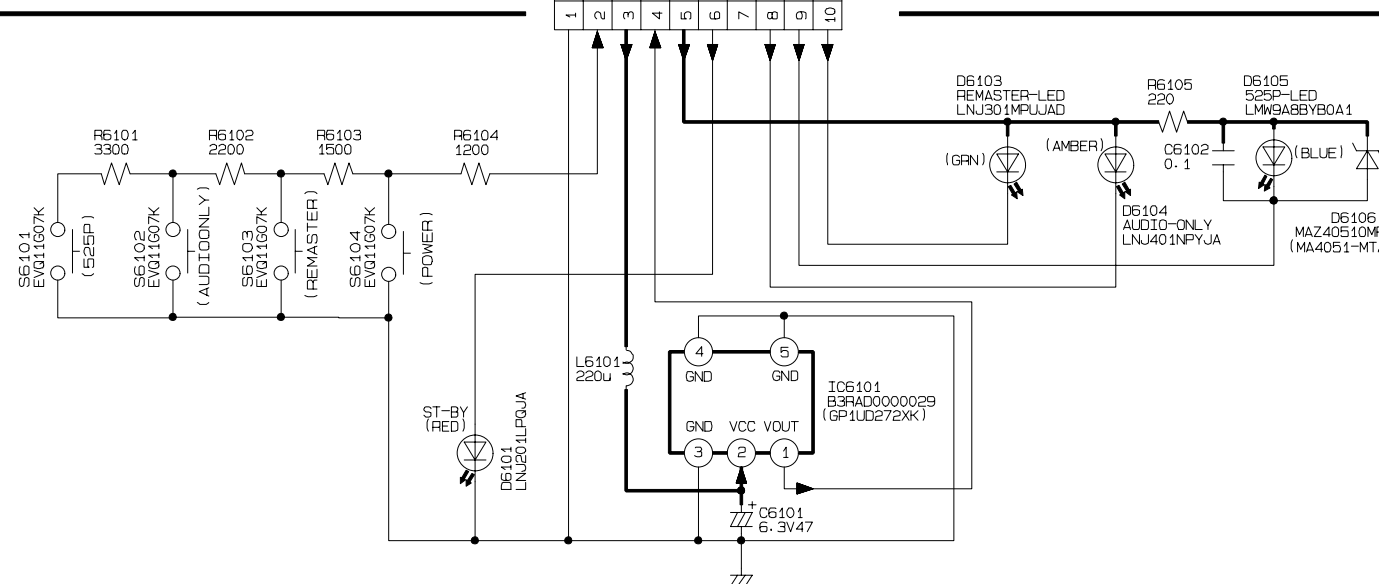 1 2 3 4 5 6 7 8 9 10
D6103
REMASTER-LED
LNJ301MPUJAD
R6105
220
D6105
525P-LED
LMW9A8BYB0A1
R6101
3300
R6102
2200
R6103
1500
R6104
1200
(GRN)
(AMBER)
C6102
0.1
(BLUE)
S6101
EVQ11G07K
(525P)
S6102
EVQ11G07K
(AUDIOONLY)
S6103
EVQ11G07K
(REMASTER)
S6104
EVQ11G07K
(POWER)
D6104
AUDIO-ONLY
LNJ401NPYJA
D6106
L6101
220u
4
GND
5
GND
IC6101
B3RAD0000029
(GP1UD272XK)
GND
3
VCC
2
VOUT
1
ST-BY
(RED)
D6101
LNJ201LPQJA
+
C6101
6.3V47